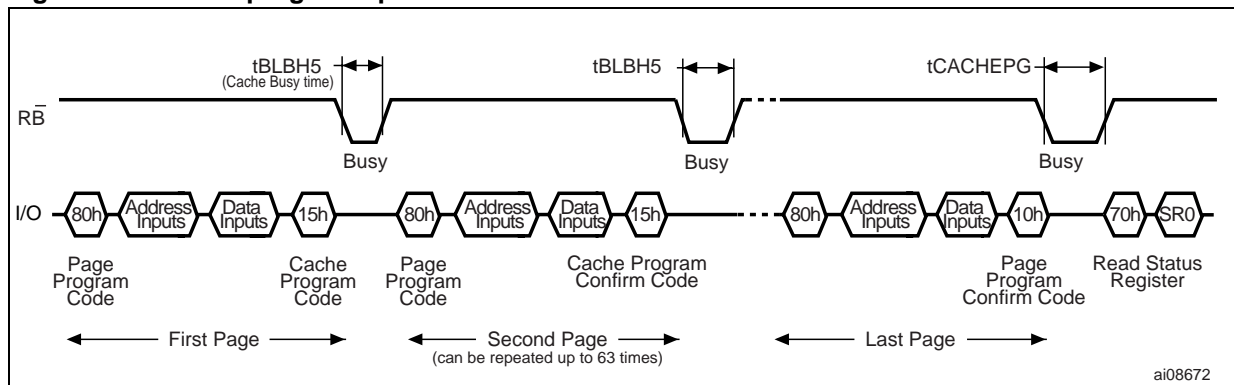 tBLBH5
(Cache Busy time)
tBLBH5
tCACHEPG
RB̅
Busy
Busy
Busy
I/O
80h
Address Inputs
Data Inputs
15h
80h
Address Inputs
Data Inputs
15h
80h
Address Inputs
Data Inputs
10h
70h
SR0
Page Program Code
Cache Program Code
Page Program Code
Cache Program Confirm Code
Page Program Confirm Code
Read Status Register
First Page
Second Page
(can be repeated up to 63 times)
Last Page
ai08672